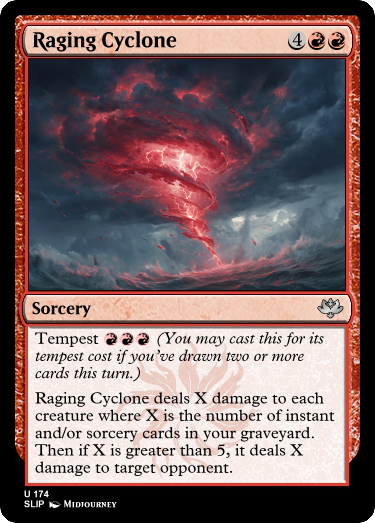 Raging Cyclone 4
Sorcery
Tempest (You may cast this for its
tempest cost if you've drawn two or more
cards this turn.)
Raging Cyclone deals X damage to each
creature where X is the number of instant
and/or sorcery cards in your graveyard.
Then if X is greater than 5, it deals X
damage to target opponent.
U 174
SLIP Midjourney